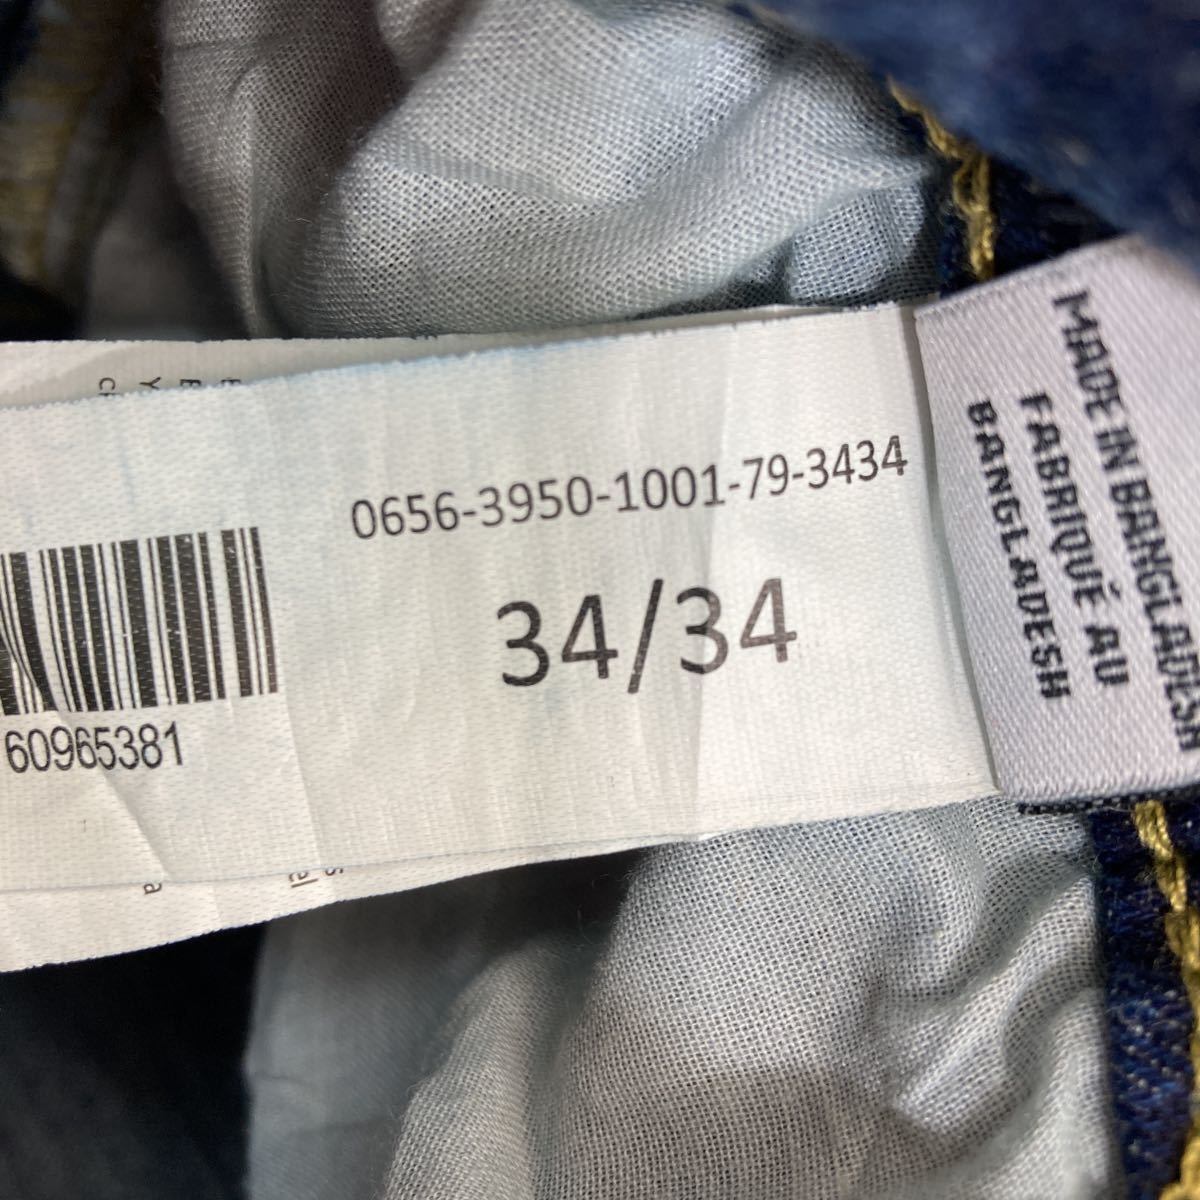 0656-3950-1001-79-3434
34/34
60965381
MADE IN BANGLADESH
FABRIQUÉ AU
BANGLADESH